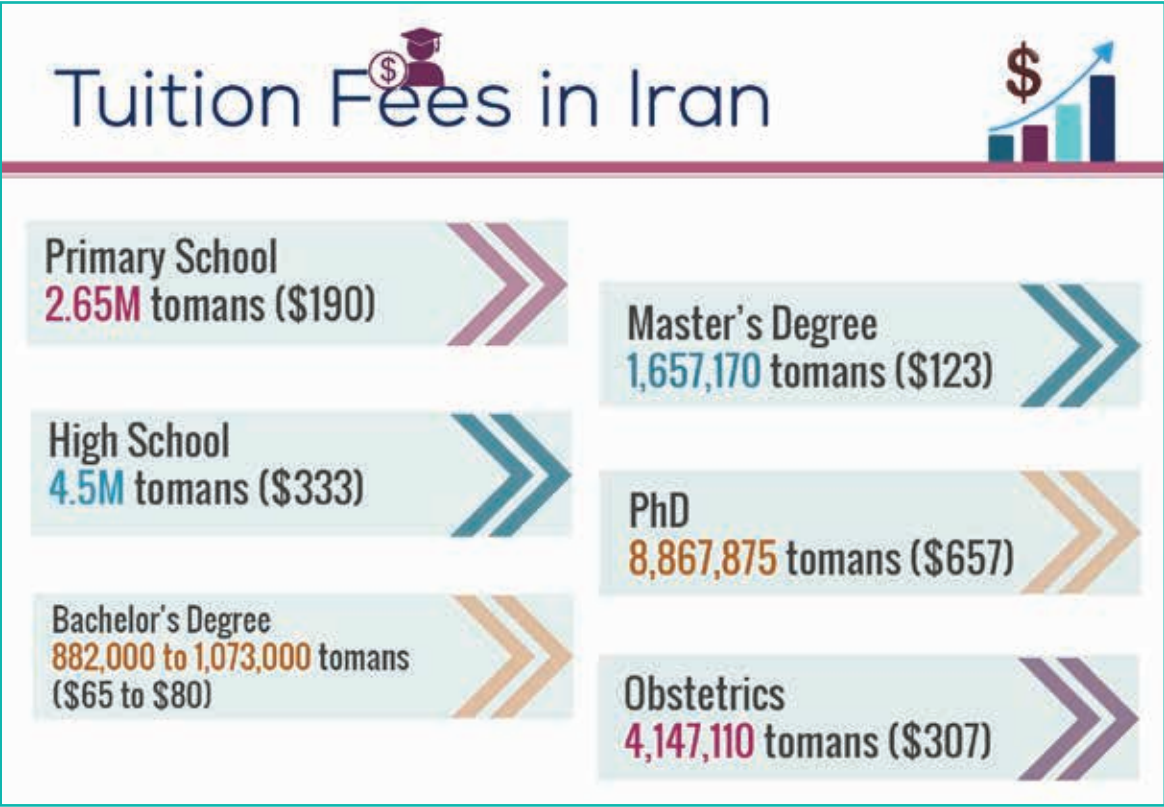 Tuition Fees in Iran
$
$
Primary School
2.65M tomans ($190)
High School
4.5M tomans ($333)
Bachelor's Degree
882,000 to 1,073,000 tomans
($65 to $80)
Master's Degree
1,657,170 tomans ($123)
PhD
8,867,875 tomans ($657)
Obstetrics
4,147,110 tomans ($307)